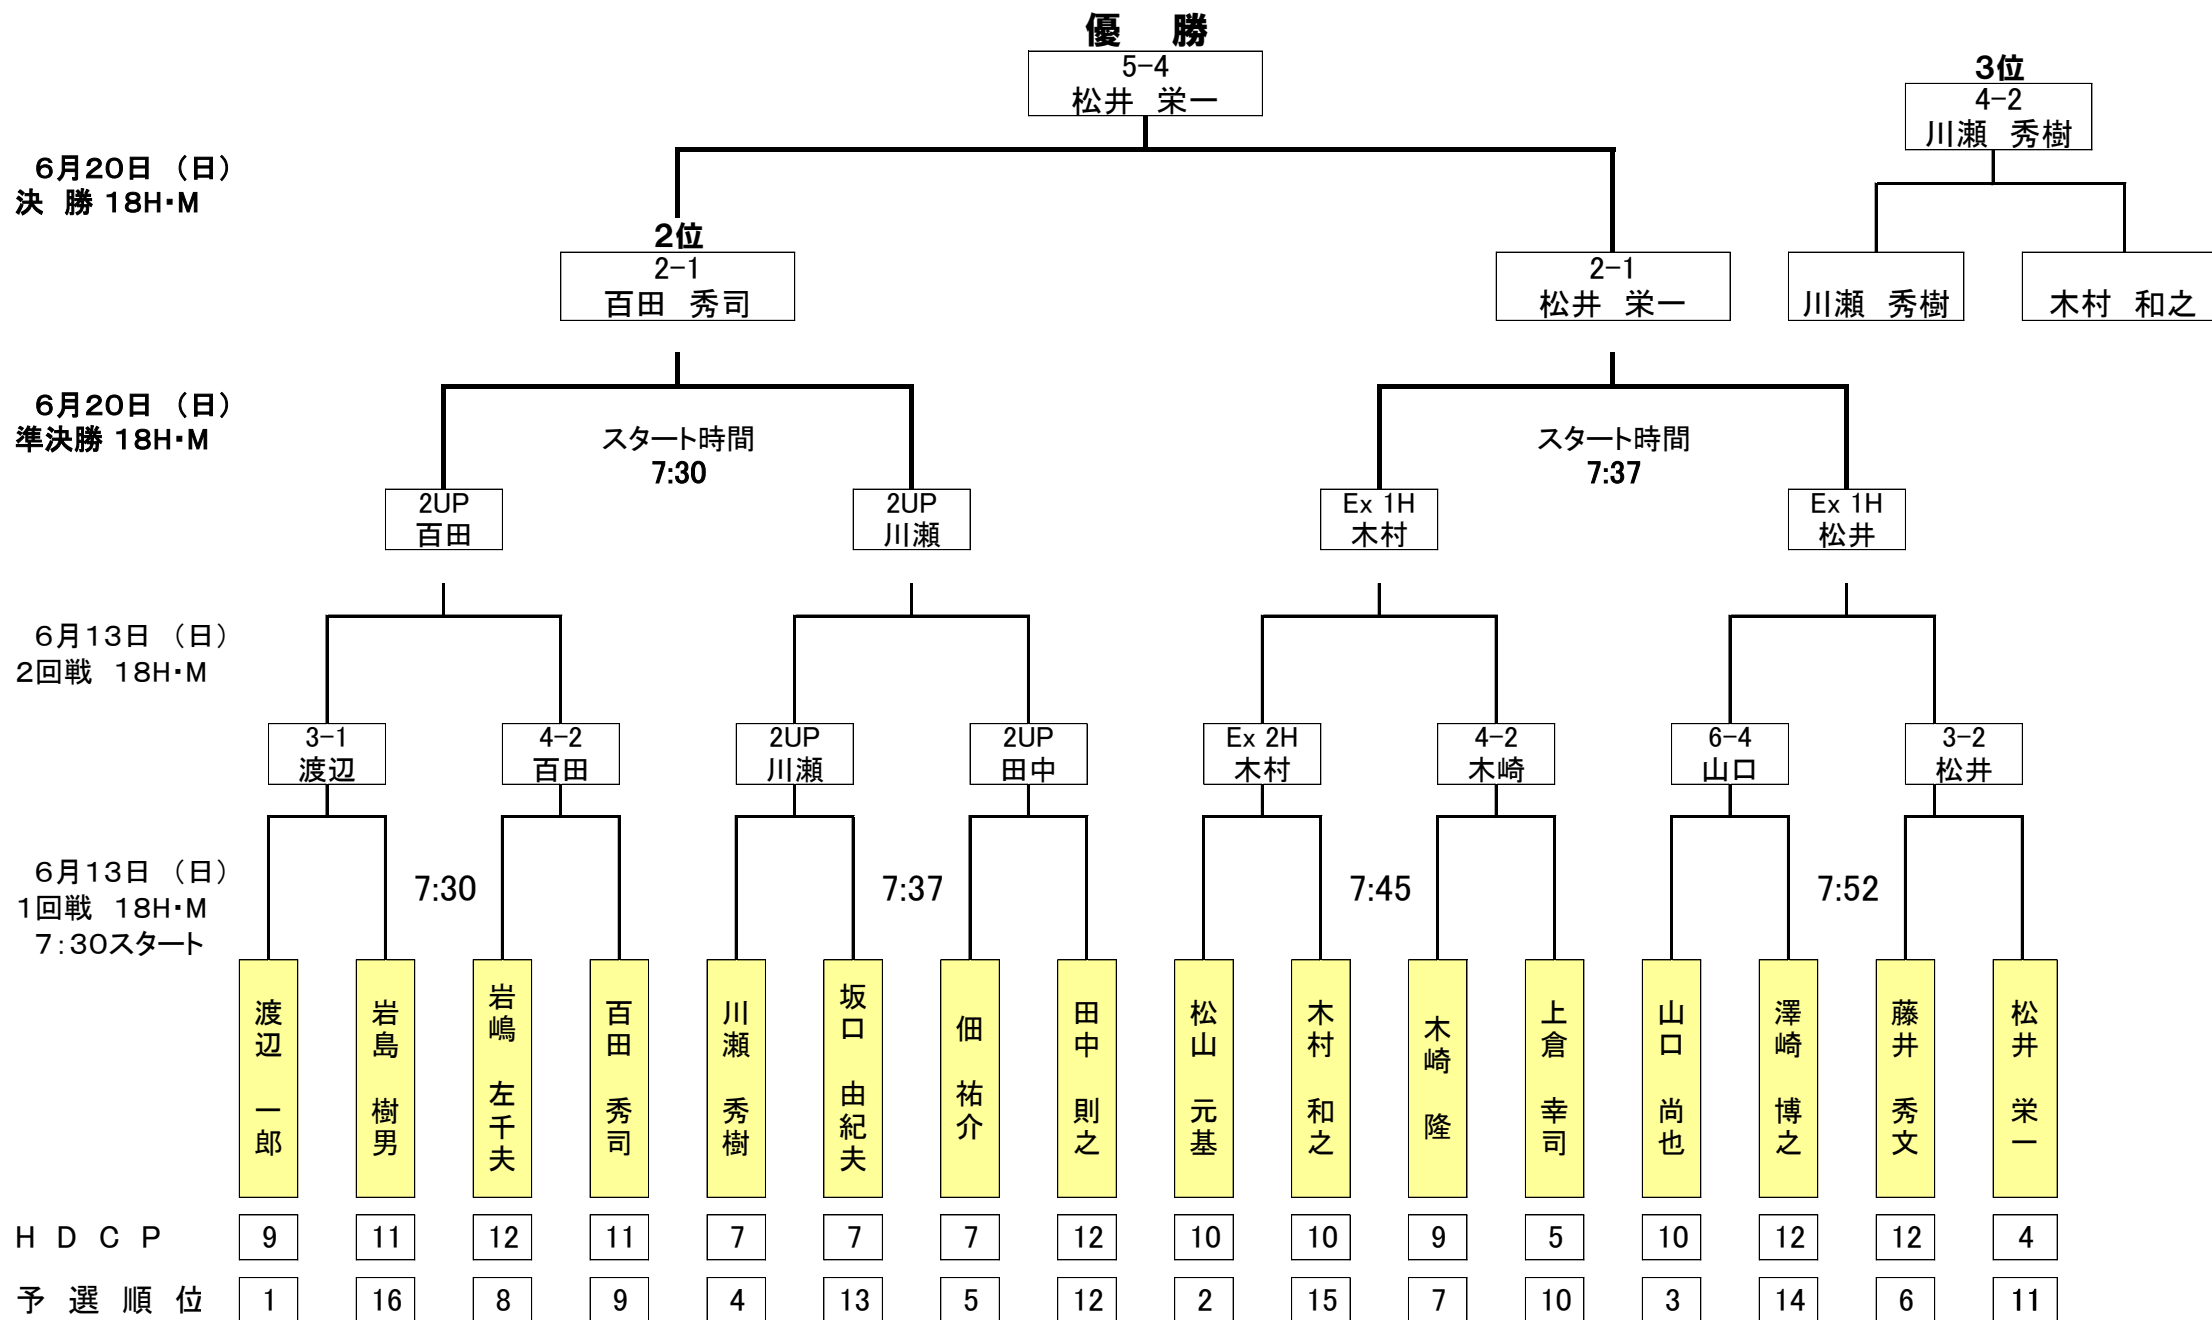 優　勝
5-4
松井　栄一
３位
4-2
川瀬　秀樹
６月２０日　（日）
決　勝 １８Ｈ・Ｍ
２位
2-1
百田　秀司
2-1
松井　栄一
川瀬　秀樹
木村　和之
６月２０日　（日）
準決勝 １８Ｈ・Ｍ
スタート時間
7:30
スタート時間
7:37
2UP
百田
2UP
川瀬
Ex 1H
木村
Ex 1H
松井
６月１３日　（日）
２回戦　１８Ｈ・Ｍ
3-1
渡辺
4-2
百田
2UP
川瀬
2UP
田中
Ex 2H
木村
4-2
木崎
6-4
山口
3-2
松井
６月１３日　（日）
１回戦　１８Ｈ・Ｍ
７：３０スタート
7:30
7:37
7:45
7:52
渡辺　一郎
岩島　樹男
岩嶋　左千夫
百田　秀司
川瀬　秀樹
坂口　由紀夫
佃　祐介
田中　則之
松山　元基
木村　和之
木崎　隆
上倉　幸司
山口　尚也
澤崎　博之
藤井　秀文
松井　栄一
Ｈ Ｄ Ｃ Ｐ 9 11 12 11 7 7 7 12 10 10 9 5 10 12 12 4
予 選 順 位 1 16 8 9 4 13 5 12 2 15 7 10 3 14 6 11